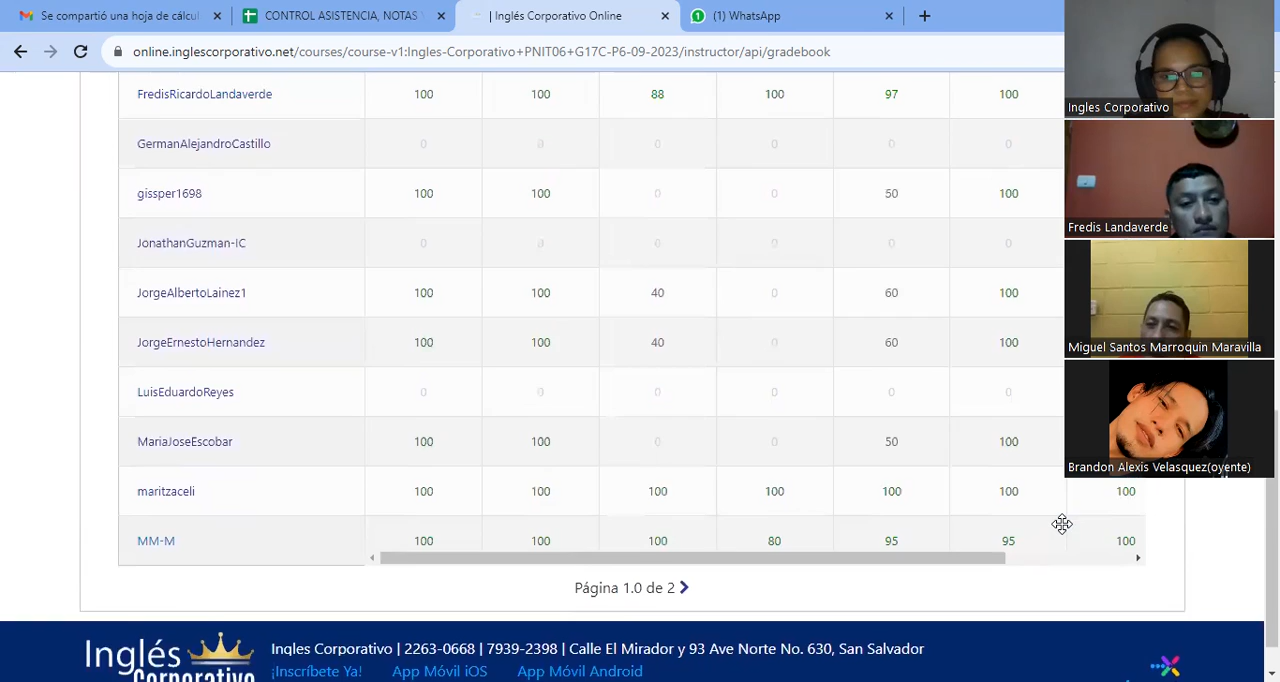 Se compartió una hoja de cálcul
CONTROL ASISTENCIA, NOTAS
| Inglés Corporativo Online
(1) WhatsApp
online.inglescorporativo.net/courses/course-v1:Ingles-Corporativo+PNIT06+G17C-P6-09-2023/instructor/api/gradebook
FredisRicardoLandaverde 100 100 88 100 97 100
GermanAlejandroCastillo 0 0 0 0 0 0
gissper1698 100 100 0 0 50 100
JonathanGuzman-IC 0 0 0 0 0 0
JorgeAlbertoLainez1 100 100 40 0 60 100
JorgeErnestoHernandez 100 100 40 0 60 100
LuisEduardoReyes 0 0 0 0 0 0
MariaJoseEscobar 100 100 0 0 50 100
maritzaceli 100 100 100 100 100 100 100
MM-M 100 100 100 80 95 95 100
Página 1.0 de 2
Inglés
Corporativo
Ingles Corporativo | 2263-0668 | 7939-2398 | Calle El Mirador y 93 Ave Norte No. 630, San Salvador
¡Inscríbete Ya! App Móvil iOS App Móvil Android
Ingles Corporativo
Fredis Landaverde
Miguel Santos Marroquin Maravilla
Brandon Alexis Velasquez(oyente)